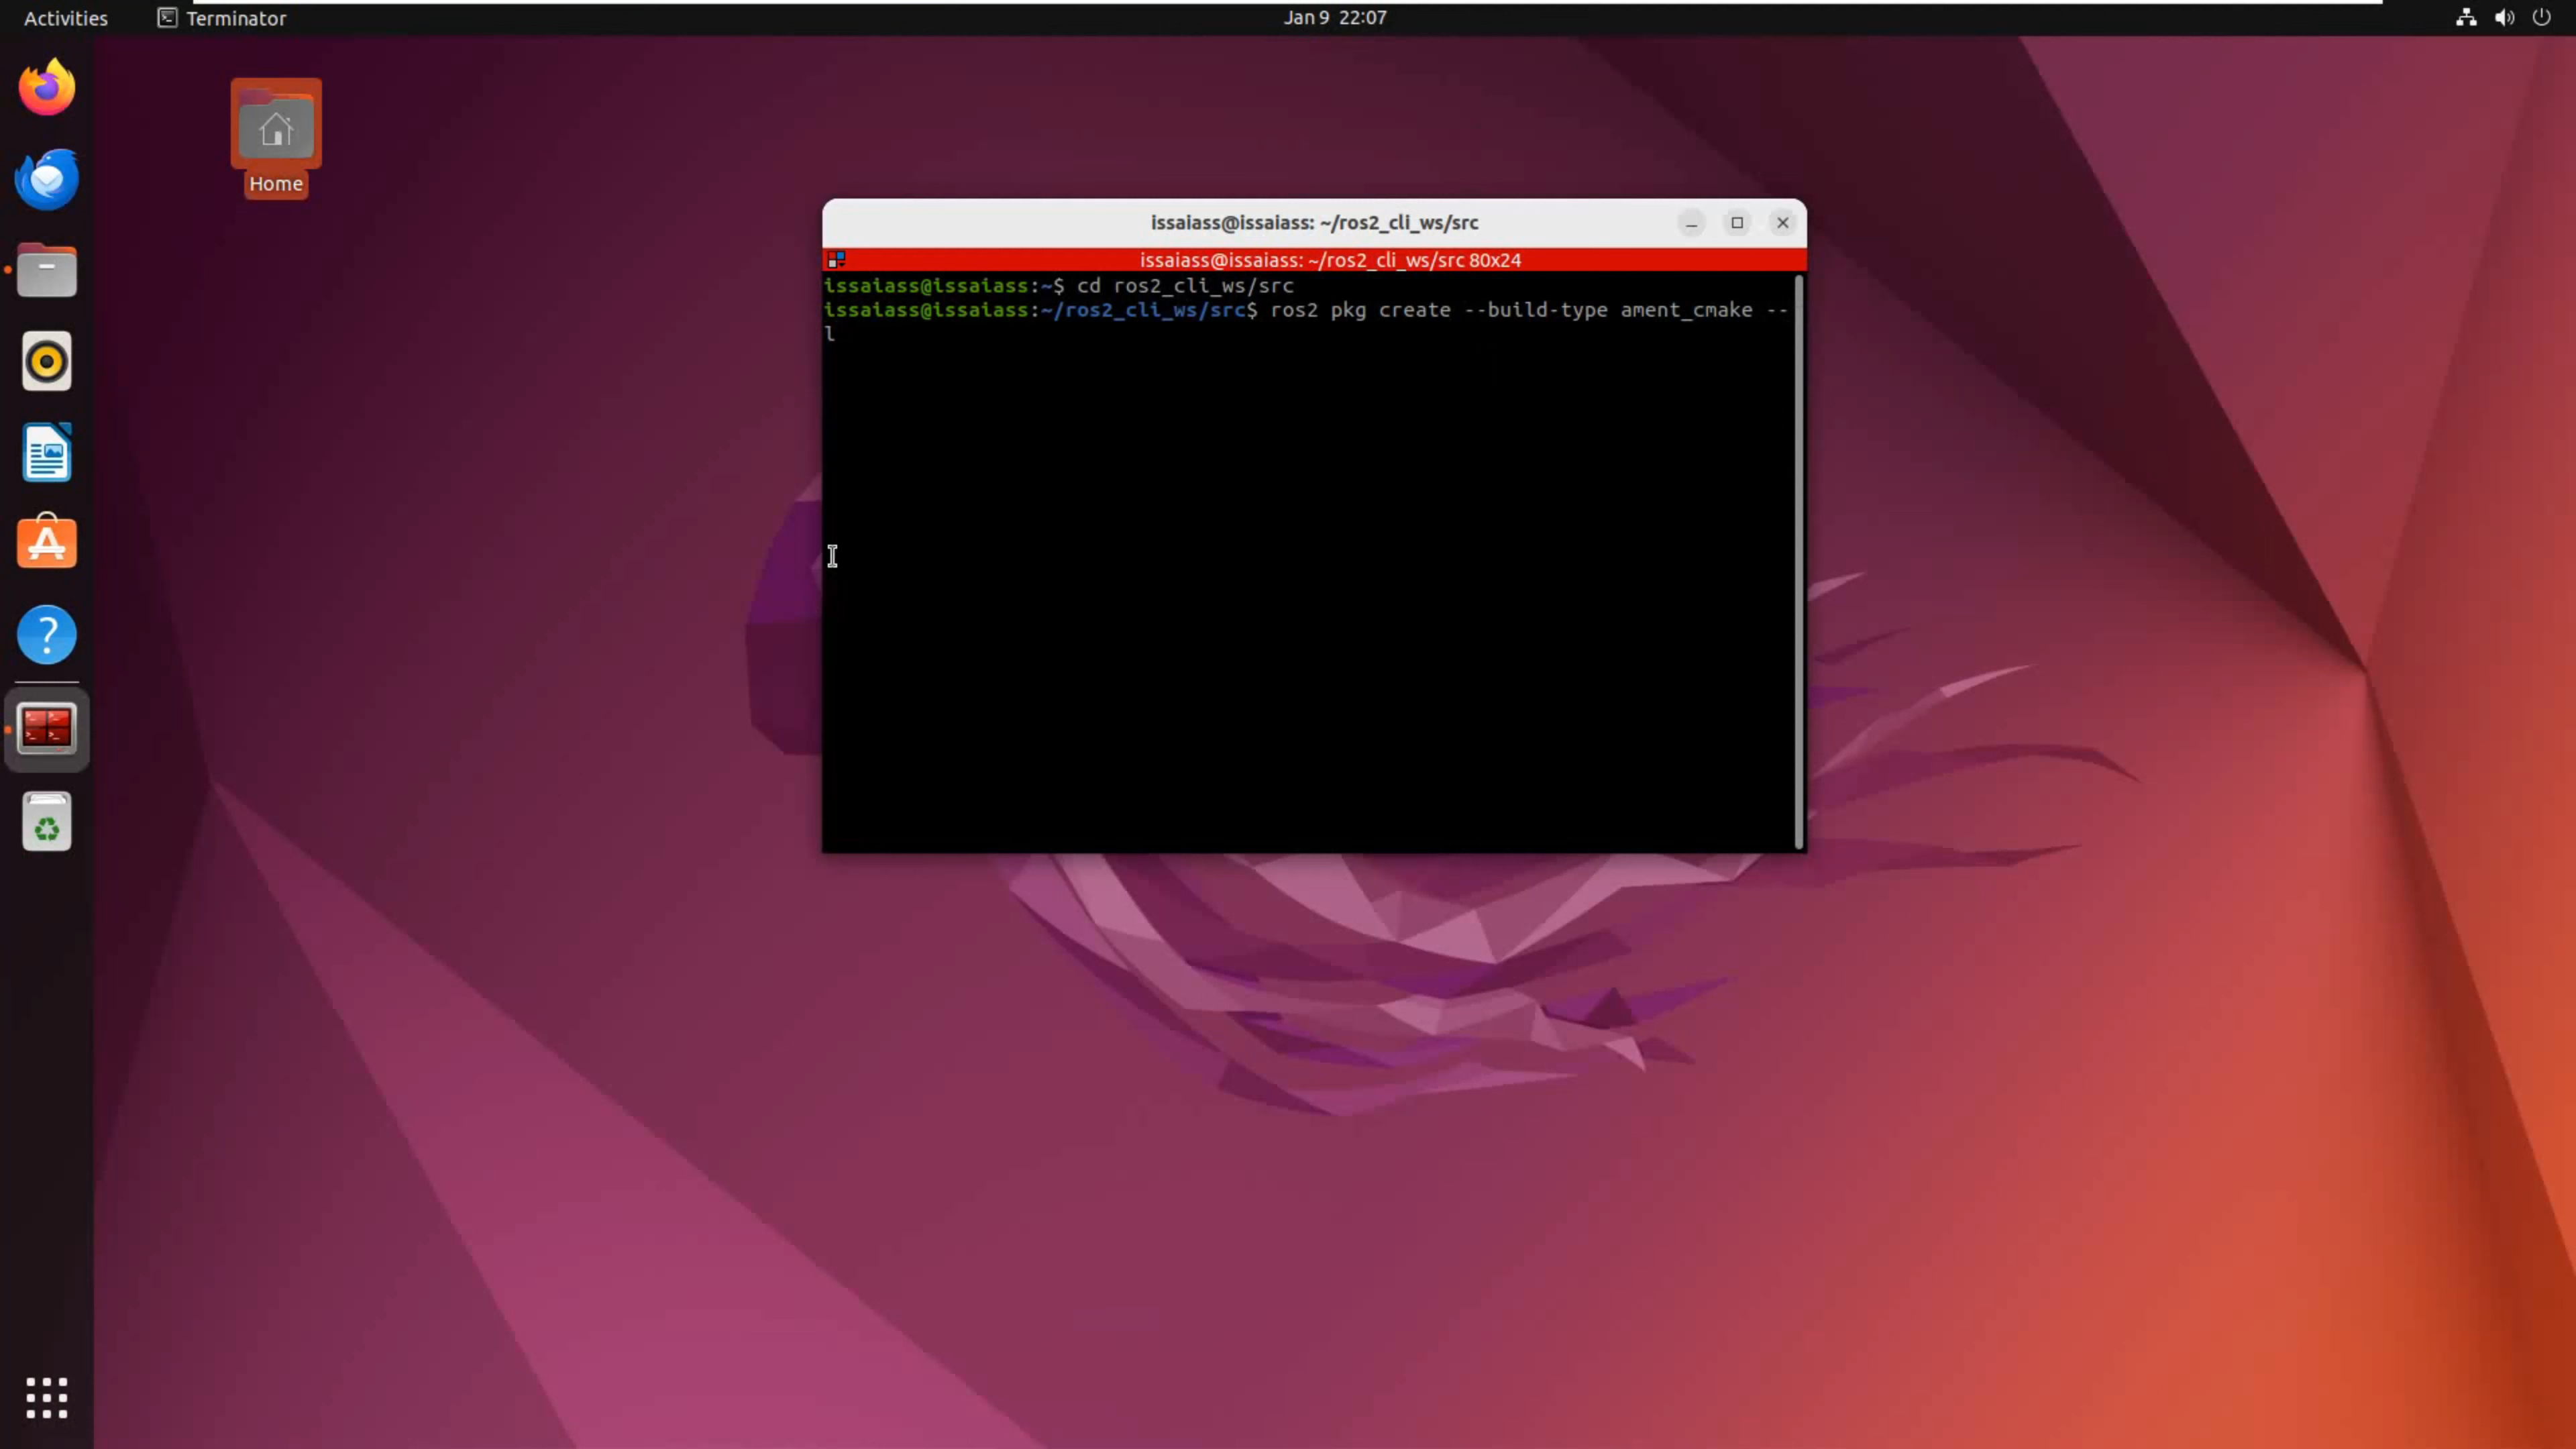 Activities
Terminator
Jan 9 22:07
Home
issaiass@issaiass: ~/ros2_cli_ws/src
issaiass@issaiass: ~/ros2_cli_ws/src 80x24
issaiass@issaiass:~$ cd ros2_cli_ws/src
issaiass@issaiass:~/ros2_cli_ws/src$ ros2 pkg create --build-type ament_cmake --
l